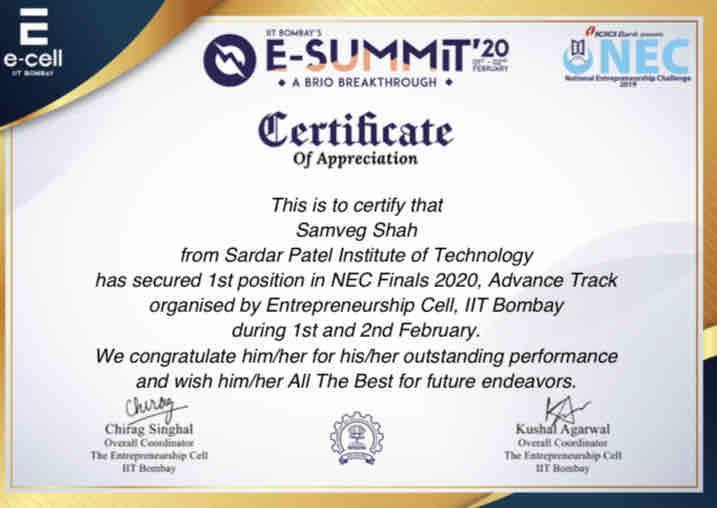 e-cell
IIT BOMBAY
IIT BOMBAY'S
E-SUMMIT'20
01ST - 02ND
FEBRUARY
A BRIO BREAKTHROUGH
ICICI Bank presents
NEC
National Entrepreneurship Challenge
2019
Certificate
Of Appreciation
This is to certify that
Samveg Shah
from Sardar Patel Institute of Technology
has secured 1st position in NEC Finals 2020, Advance Track
organised by Entrepreneurship Cell, IIT Bombay
during 1st and 2nd February.
We congratulate him/her for his/her outstanding performance
and wish him/her All The Best for future endeavors.
Chirag
Chirag Singhal
Overall Coordinator
The Entrepreneurship Cell
IIT Bombay
Kushal Agarwal
Overall Coordinator
The Entrepreneurship Cell
IIT Bombay